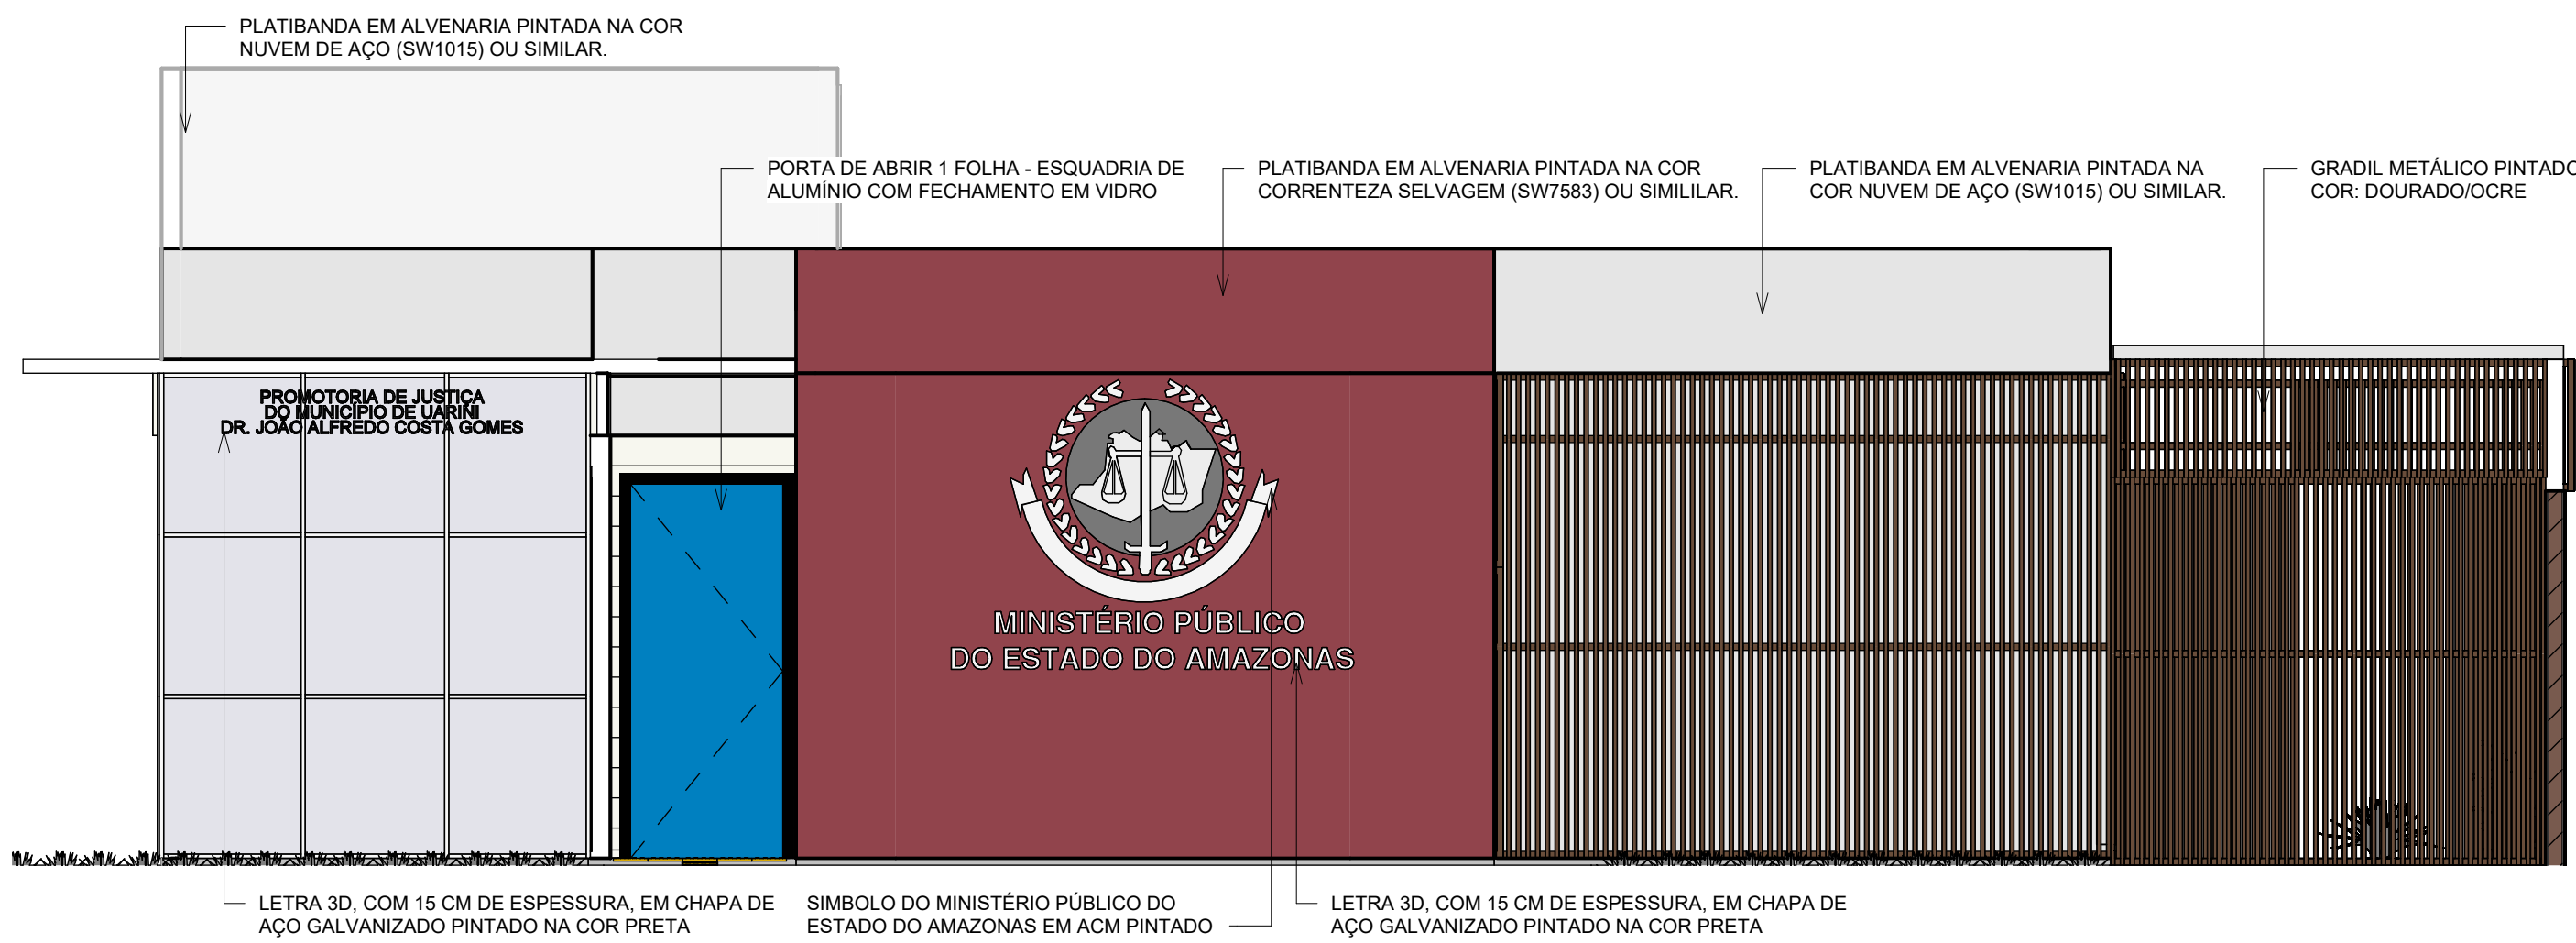 PLATIBANDA EM ALVENARIA PINTADA NA COR
NUVEM DE AÇO (SW1015) OU SIMILAR.
PORTA DE ABRIR 1 FOLHA - ESQUADRIA DE
ALUMÍNIO COM FECHAMENTO EM VIDRO
PLATIBANDA EM ALVENARIA PINTADA NA COR
CORRENTEZA SELVAGEM (SW7583) OU SIMILILAR.
PLATIBANDA EM ALVENARIA PINTADA NA
COR NUVEM DE AÇO (SW1015) OU SIMILAR.
GRADIL METÁLICO PINTADO
COR: DOURADO/OCRE
PROMOTORIA DE JUSTIÇA
DO MUNICÍPIO DE UARINI
DR. JOÃO ALFREDO COSTA GOMES
MINISTÉRIO PÚBLICO
DO ESTADO DO AMAZONAS
LETRA 3D, COM 15 CM DE ESPESSURA, EM CHAPA DE
AÇO GALVANIZADO PINTADO NA COR PRETA
SIMBOLO DO MINISTÉRIO PÚBLICO DO
ESTADO DO AMAZONAS EM ACM PINTADO
LETRA 3D, COM 15 CM DE ESPESSURA, EM CHAPA DE
AÇO GALVANIZADO PINTADO NA COR PRETA